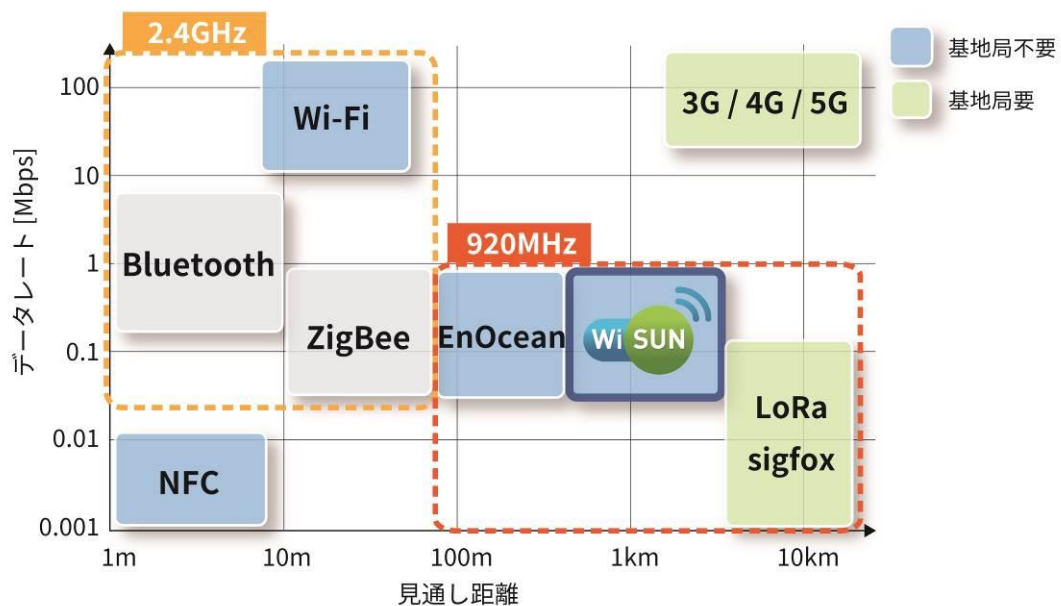 2.4GHz
基地局不要
基地局要
100
10
1
0.1
0.01
0.001
データレート [Mbps]
Wi-Fi
3G / 4G / 5G
Bluetooth
920MHz
ZigBee
EnOcean
Wi SUN
LoRa
sigfox
NFC
1m
10m
100m
1km
10km
見通し距離